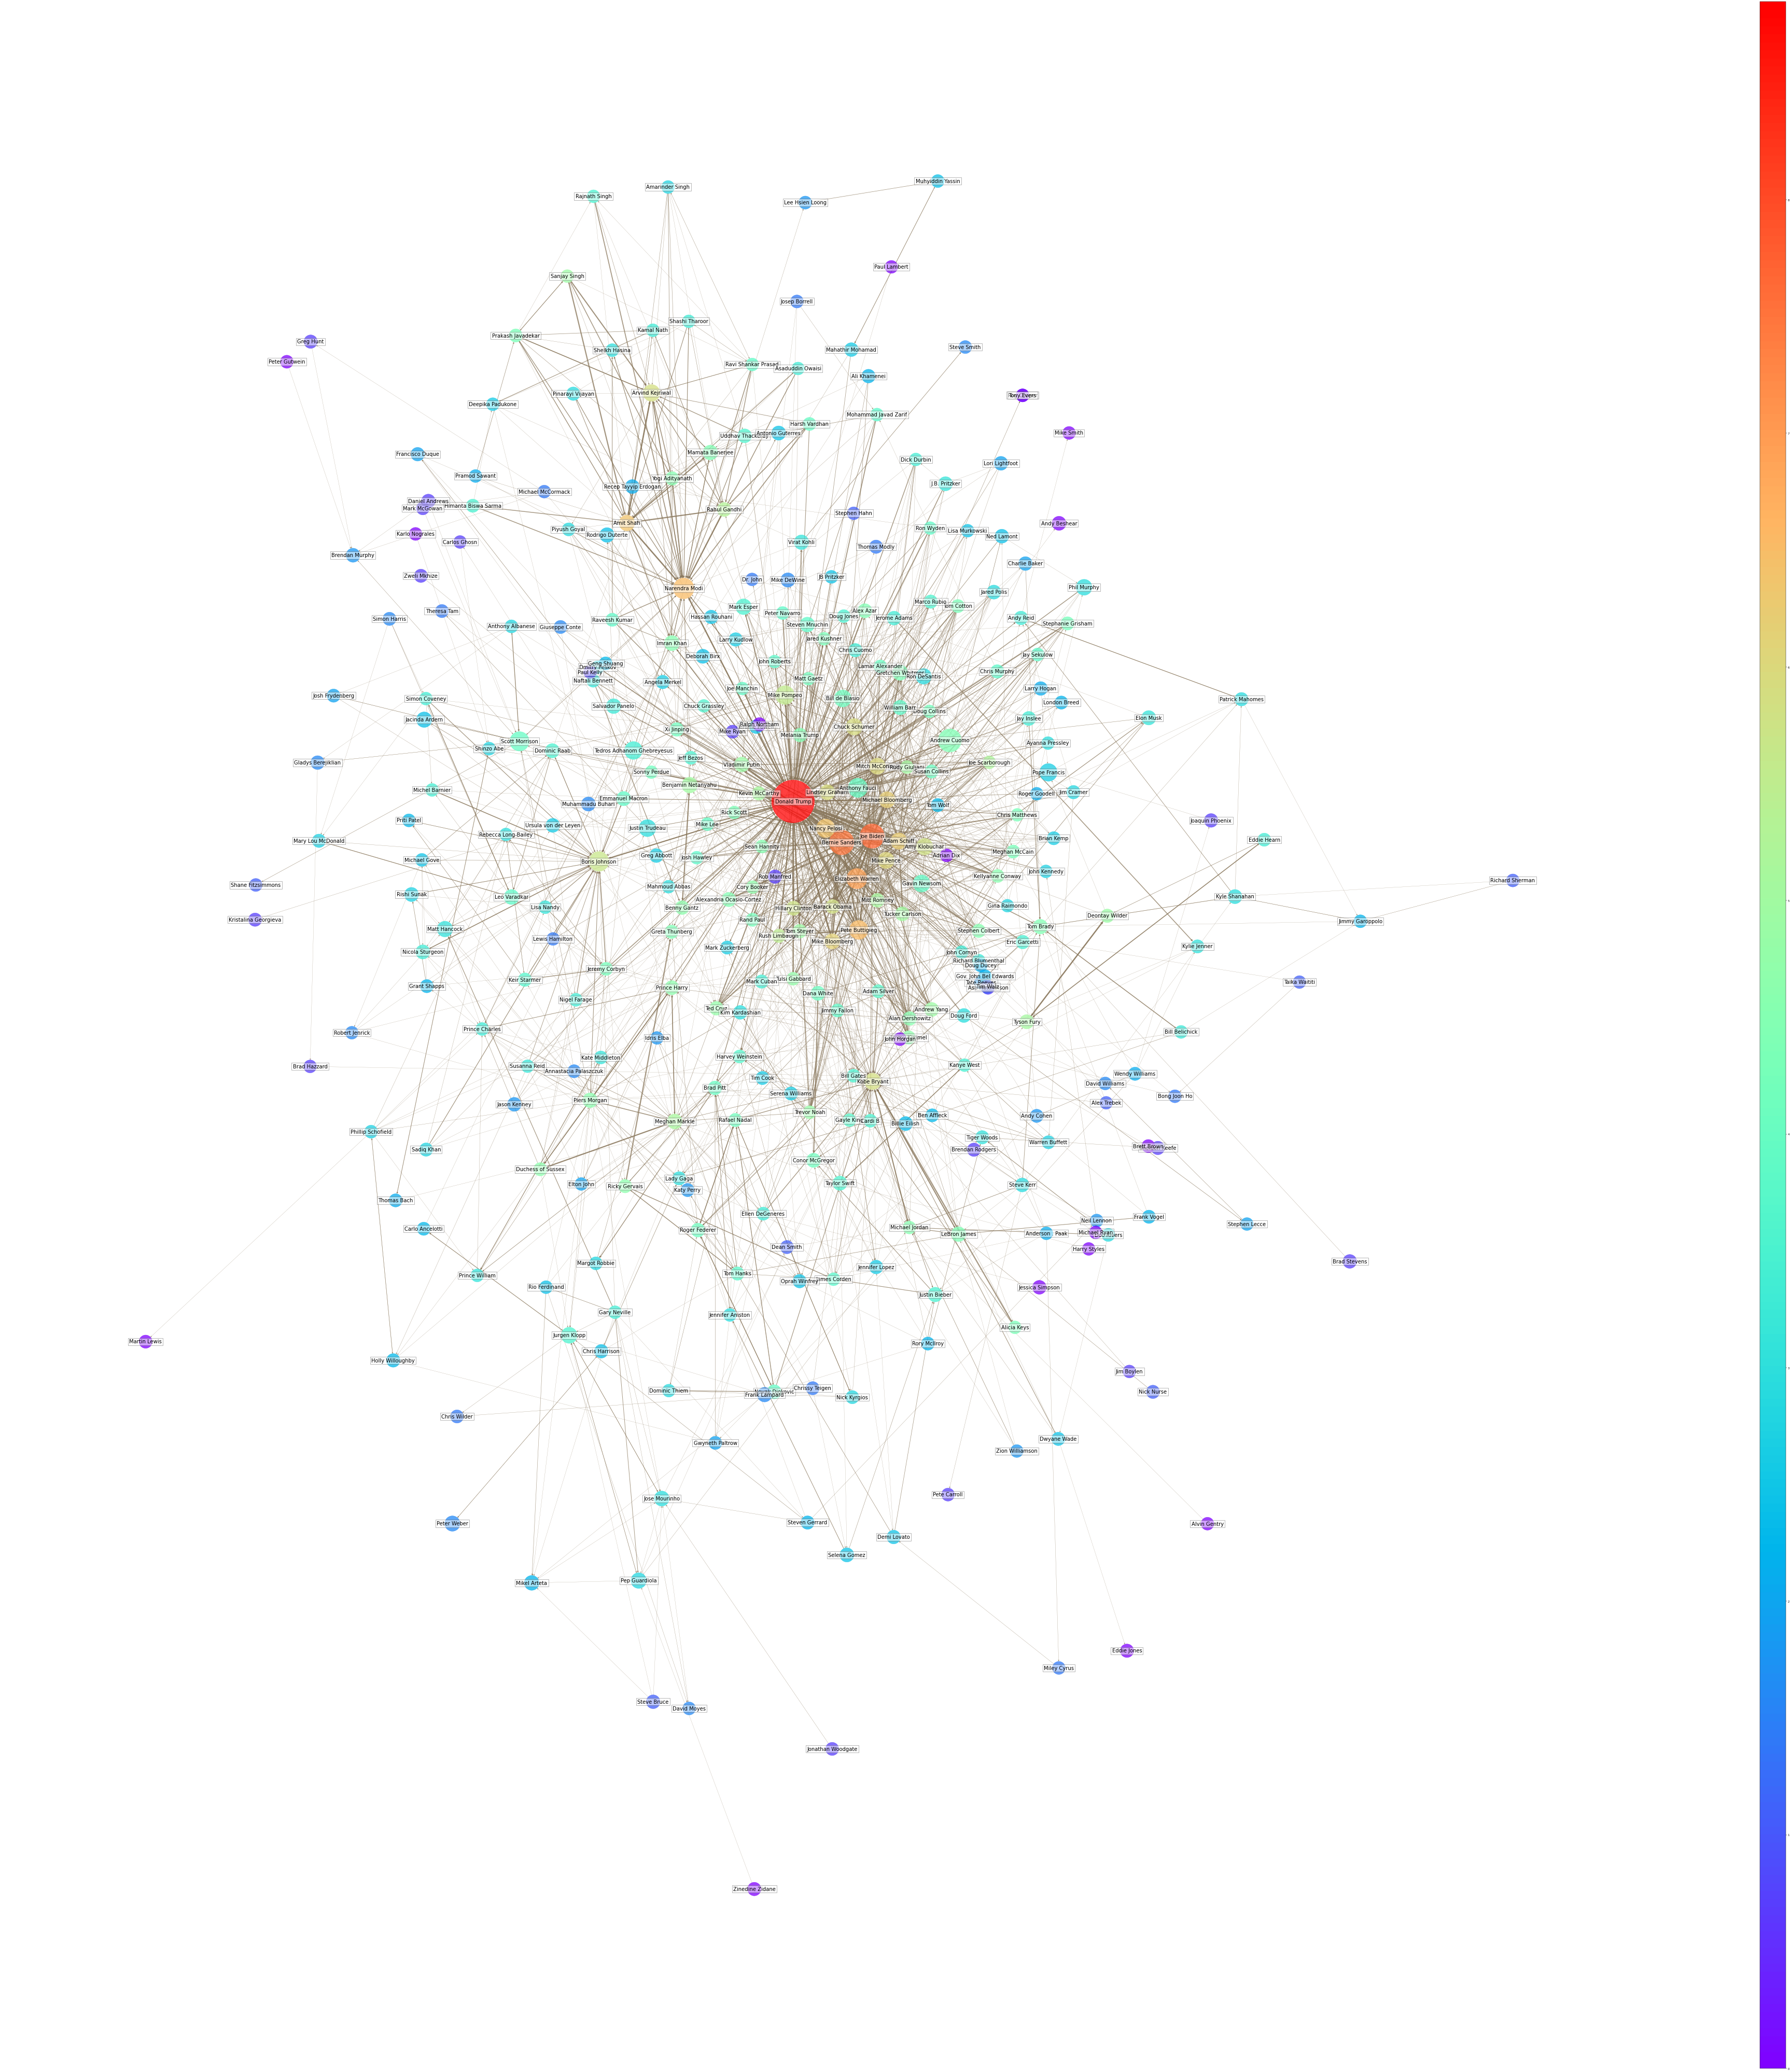 Muhyiddin Yassin
Amarinder Singh
Rajnath Singh
Lee Hsien Loong
Paul Lambert
Sanjay Singh
Josep Borrell
Shashi Tharoor
Kamal Nath
Prakash Javadekar
Greg Hunt
Steve Smith
Sheikh Hasina
Mahathir Mohamad
Peter Gutwein
Ravi Shankar Prasad
Asaduddin Owaisi
Ali Khamenei
Pinarayi Vijayan
Arvind Kejriwal
Tony Evers
Deepika Padukone
Mohammad Javad Zarif
Harsh Vardhan
Mike Smith
Antonio Guterres
Uddhav Thackeray
Mamata Banerjee
Francisco Duque
Dick Durbin
Lori Lightfoot
Pramod Sawant
Yogi Adityanath
J.B. Pritzker
Recep Tayyip Erdogan
Michael McCormack
Daniel Andrews
Mark McGowan
Himanta Biswa Sarma
Rahul Gandhi
Stephen Hahn
Amit Shah
Andy Beshear
Piyush Goyal
Ron Wyden
Lisa Murkowski
Karlo Nograles
Rodrigo Duterte
Ned Lamont
Carlos Ghosn
Virat Kohli
Thomas Modly
Brendan Murphy
Charlie Baker
Zweli Mkhize
JB Pritzker
Dr. John
Mike DeWine
Narendra Modi
Phil Murphy
Jared Polis
Marco Rubio
Tom Cotton
Mark Esper
Theresa Tam
Alex Azar
Peter Navarro
Doug Jones
Hassan Rouhani
Jerome Adams
Simon Harris
Andy Reid
Raveesh Kumar
Stephanie Grisham
Steven Mnuchin
Anthony Albanese
Giuseppe Conte
Jared Kushner
Larry Kudlow
Imran Khan
Chris Cuomo
Jay Sekulow
Deborah Birx
John Roberts
Geng Shuang
Lamar Alexander
Paul Kelly
Gretchen Whitmer
Chris Murphy
Ron DeSantis
Matt Gaetz
Naftali Bennett
Angela Merkel
Joe Manchin
Larry Hogan
Josh Frydenberg
Mike Pompeo
Simon Coveney
Bill de Blasio
Patrick Mahomes
London Breed
Salvador Panelo
Chuck Grassley
William Barr
Doug Collins
Jacinda Ardern
Jay Inslee
Elon Musk
Ralph Northam
Chuck Schumer
Mike Ryan
Xi Jinping
Melania Trump
Scott Morrison
Andrew Cuomo
Ayanna Pressley
Shinzo Abe
Dominic Raab
Tedros Adhanom Ghebreyesus
Jeff Bezos
Gladys Berejiklian
Vladimir Putin
Mitch McConnell
Rudy Giuliani
Joe Scarborough
Sonny Perdue
Susan Collins
Pope Francis
Benjamin Netanyahu
Anthony Fauci
Michel Barnier
Kevin McCarthy
Lindsey Graham
Roger Goodell
Jim Cramer
Emmanuel Macron
Donald Trump
Michael Bloomberg
Muhammadu Buhari
Tom Wolf
Rick Scott
Chris Matthews
Priti Patel
Joaquin Phoenix
Ursula von der Leyen
Mike Lee
Justin Trudeau
Nancy Pelosi
Rebecca Long-Bailey
Joe Biden
Brian Kemp
Eddie Hearn
Mary Lou McDonald
Bernie Sanders
Adam Schiff
Sean Hannity
Amy Klobuchar
Meghan McCain
Greg Abbott
Adrian Dix
Josh Hawley
Michael Gove
Boris Johnson
Mike Pence
John Kennedy
Rob Manfred
Kellyanne Conway
Elizabeth Warren
Richard Sherman
Shane Fitzsimmons
Gavin Newsom
Mahmoud Abbas
Cory Booker
Rishi Sunak
Leo Varadkar
Kyle Shanahan
Alexandria Ocasio-Cortez
Mitt Romney
Gina Raimondo
Lisa Nandy
Benny Gantz
Hillary Clinton
Barack Obama
Tucker Carlson
Deontay Wilder
Kristalina Georgieva
Rand Paul
Jimmy Garoppolo
Matt Hancock
Tom Brady
Greta Thunberg
Tom Steyer
Pete Buttigieg
Stephen Colbert
Rush Limbaugh
Lewis Hamilton
Mike Bloomberg
Eric Garcetti
Mark Zuckerberg
Kylie Jenner
Nicola Sturgeon
John Cornyn
Richard Blumenthal
Doug Ducey
Jeremy Corbyn
Gov. John Bel Edwards
Keir Starmer
Tulsi Gabbard
Mark Cuban
Tate Reeves
Taika Waititi
Grant Shapps
Tim Walz
Prince Harry
Dana White
Adam Silver
Nigel Farage
Ted Cruz
Jimmy Fallon
Andrew Yang
Kim Kardashian
Doug Ford
Alan Dershowitz
Tyson Fury
Prince Charles
Robert Jenrick
Bill Belichick
Idris Elba
John Horgan
Harvey Weinstein
Kate Middleton
Susanna Reid
Kanye West
Brad Hazzard
Annastacia Palaszczuk
Wendy Williams
Tim Cook
Bill Gates
Kobe Bryant
David Williams
Brad Pitt
Serena Williams
Bong Joon Ho
Piers Morgan
Jason Kenney
Alex Trebek
Trevor Noah
Ben Affleck
Andy Cohen
Meghan Markle
Rafael Nadal
Gayle King
Cardi B
Billie Eilish
Phillip Schofield
Tiger Woods
Warren Buffett
Brett Brown
Sadiq Khan
Brendan Rodgers
Conor McGregor
Duchess of Sussex
Lady Gaga
Elton John
Taylor Swift
Steve Kerr
Ricky Gervais
Katy Perry
Thomas Bach
Ellen DeGeneres
Frank Vogel
Neil Lennon
Stephen Lecce
Carlo Ancelotti
Roger Federer
Michael Jordan
Michael Ryan
LeBron James
Anderson .Paak
Dean Smith
Harry Styles
Brad Stevens
Margot Robbie
Jennifer Lopez
Prince William
Tom Hanks
James Corden
Oprah Winfrey
Rio Ferdinand
Jessica Simpson
Justin Bieber
Gary Neville
Jennifer Aniston
Alicia Keys
Jurgen Klopp
Martin Lewis
Rory McIlroy
Chris Harrison
Holly Willoughby
Jim Boylen
Chrissy Teigen
Dominic Thiem
Nick Nurse
Frank Lampard
Nick Kyrgios
Chris Wilder
Dwyane Wade
Gwyneth Paltrow
Zion Williamson
Pete Carroll
Jose Mourinho
Steven Gerrard
Peter Weber
Alvin Gentry
Demi Lovato
Selena Gomez
Pep Guardiola
Mikel Arteta
Eddie Jones
Miley Cyrus
Steve Bruce
David Moyes
Jonathan Woodgate
Zinedine Zidane